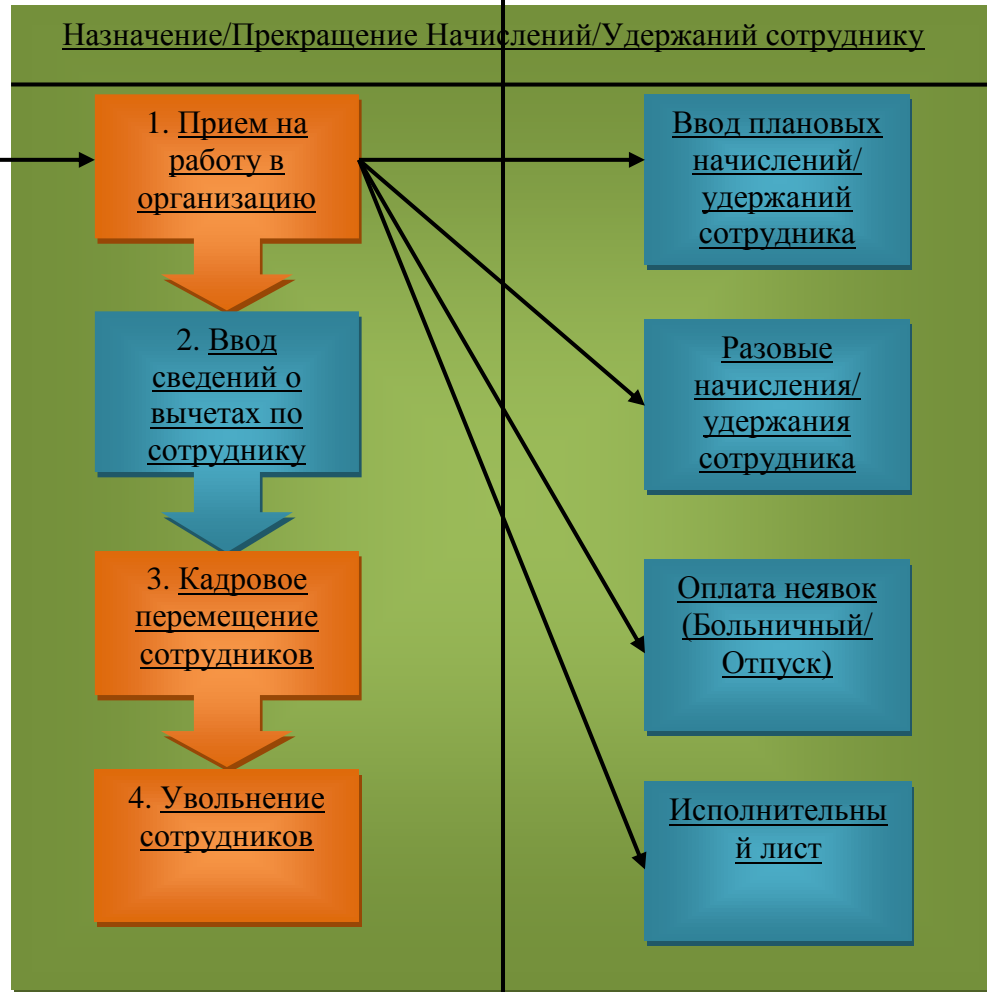 Назначение/Прекращение Начислений/Удержаний сотруднику
1. Прием на
работу в
организацию
2. Ввод
сведений о
вычетах по
сотруднику
3. Кадровое
перемещение
сотрудников
4. Увольнение
сотрудников
Ввод плановых
начислений/
удержаний
сотрудника
Разовые
начисления/
удержания
сотрудника
Оплата неявок
(Больничный/
Отпуск)
Исполнительны
й лист